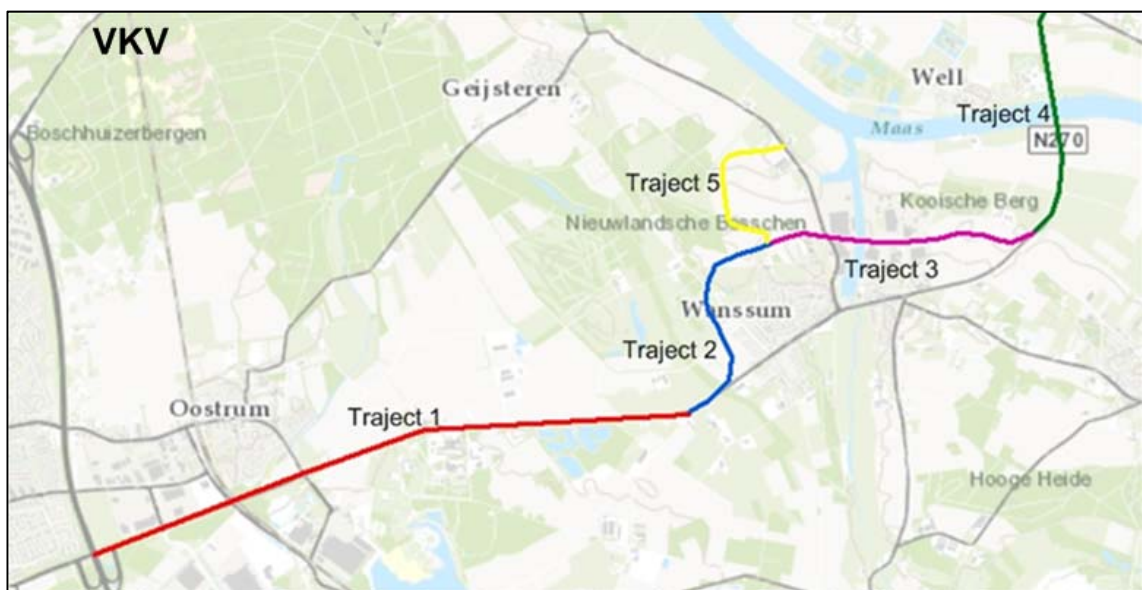 VKV
Geijsteren
Well
Boschhuizerbergen
Traject 4
Maas
N270
Traject 5
Kooische Berg
Nieuwlandsche Bosschen
Traject 3
Wanssum
Traject 2
Oostrum
Traject 1
Hooge Heide